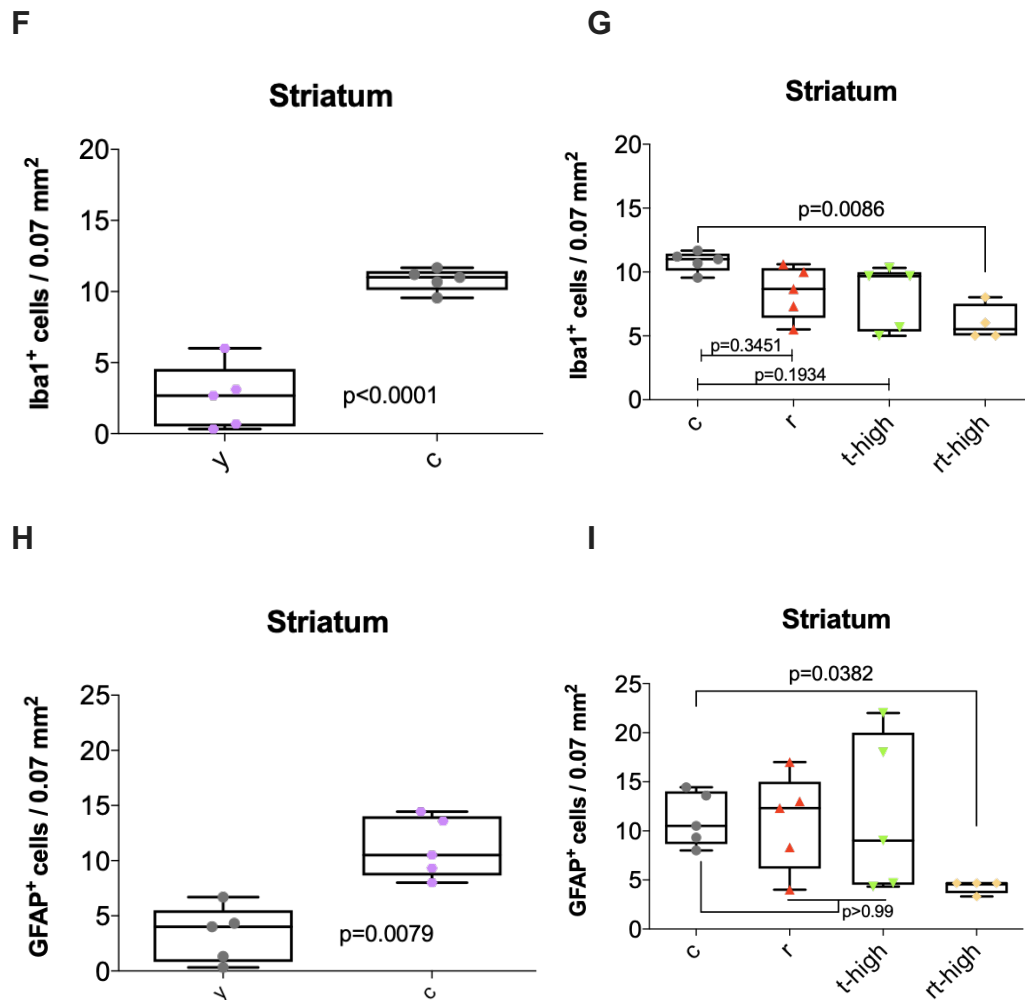 F
Striatum
Iba1⁺ cells / 0.07 mm²
20
15
10
5
0
p<0.0001
y
c
G
Striatum
Iba1⁺ cells / 0.07 mm²
20
15
10
5
0
p=0.0086
p=0.3451
p=0.1934
c
r
t-high
rt-high
H
Striatum
GFAP⁺ cells / 0.07 mm²
25
20
15
10
5
0
p=0.0079
y
c
I
Striatum
GFAP⁺ cells / 0.07 mm²
25
20
15
10
5
0
p=0.0382
p>0.99
c
r
t-high
rt-high